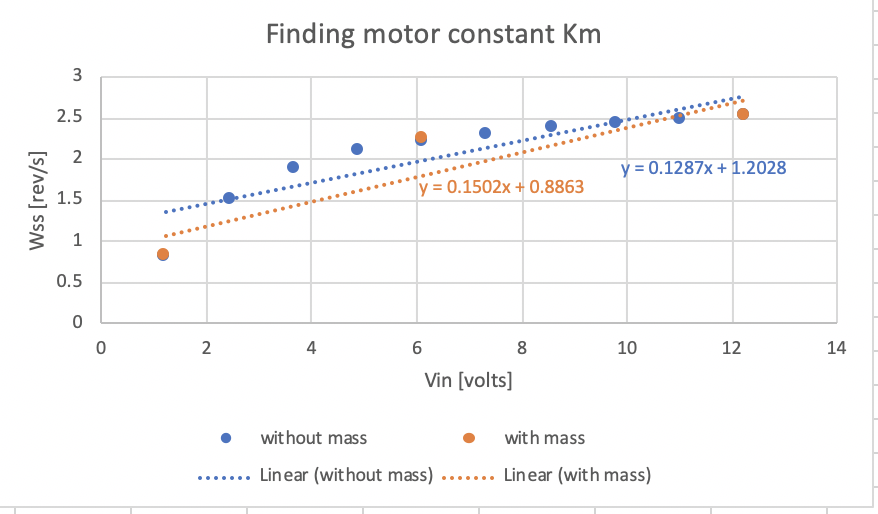 Finding motor constant Km
3
2.5
2
1.5
1
0.5
0
Wss [rev/s]
y = 0.1287x + 1.2028
y = 0.1502x + 0.8863
0 2 4 6 8 10 12 14
Vin [volts]
without mass with mass
Linear (without mass) Linear (with mass)